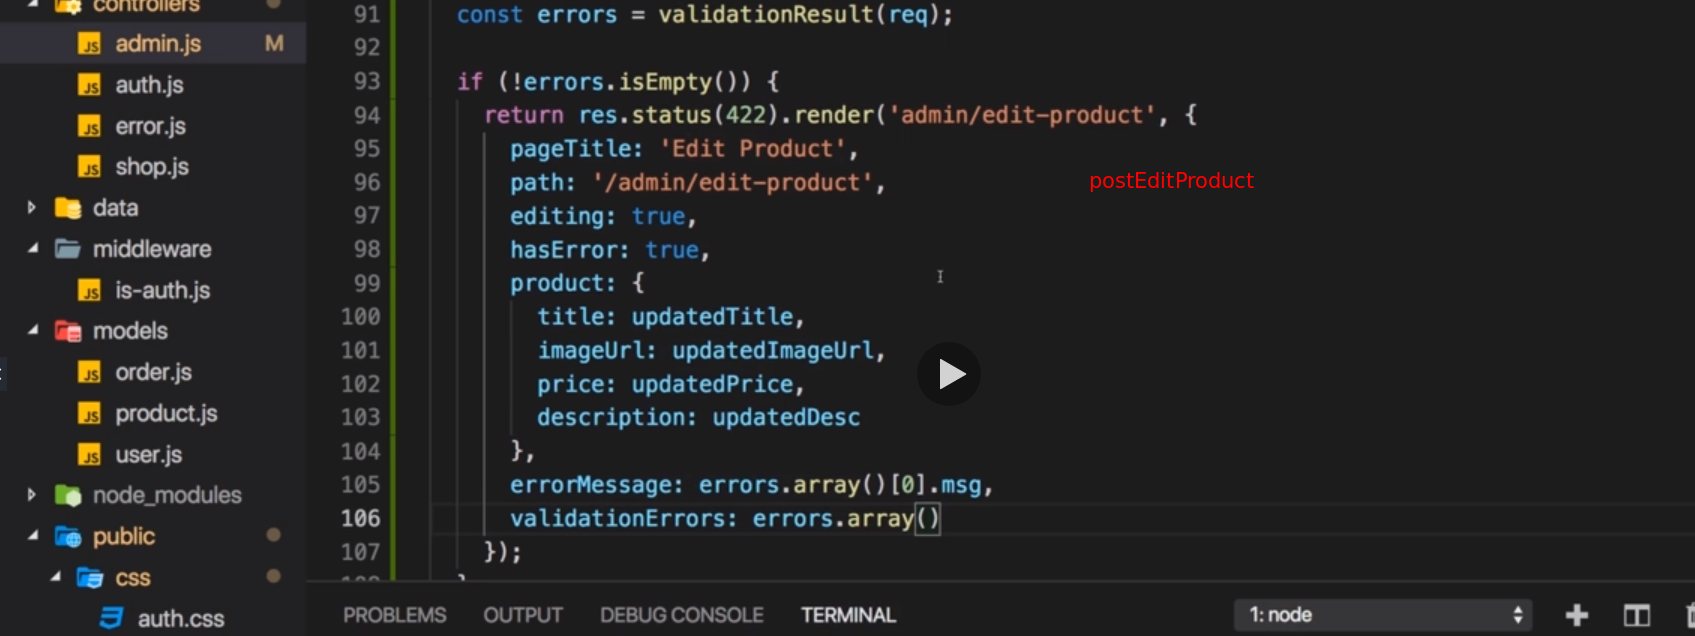 controllers
admin.js M
auth.js
error.js
shop.js
data
middleware
is-auth.js
models
order.js
product.js
user.js
node_modules
public
css
auth.css
91 const errors = validationResult(req);
92
93 if (!errors.isEmpty()) {
94 return res.status(422).render('admin/edit-product', {
95 pageTitle: 'Edit Product',
96 path: '/admin/edit-product',
97 editing: true,
98 hasError: true,
99 product: {
100 title: updatedTitle,
101 imageUrl: updatedImageUrl,
102 price: updatedPrice,
103 description: updatedDesc
104 },
105 errorMessage: errors.array()[0].msg,
106 validationErrors: errors.array()
107 });
postEditProduct
PROBLEMS OUTPUT DEBUG CONSOLE TERMINAL 1: node